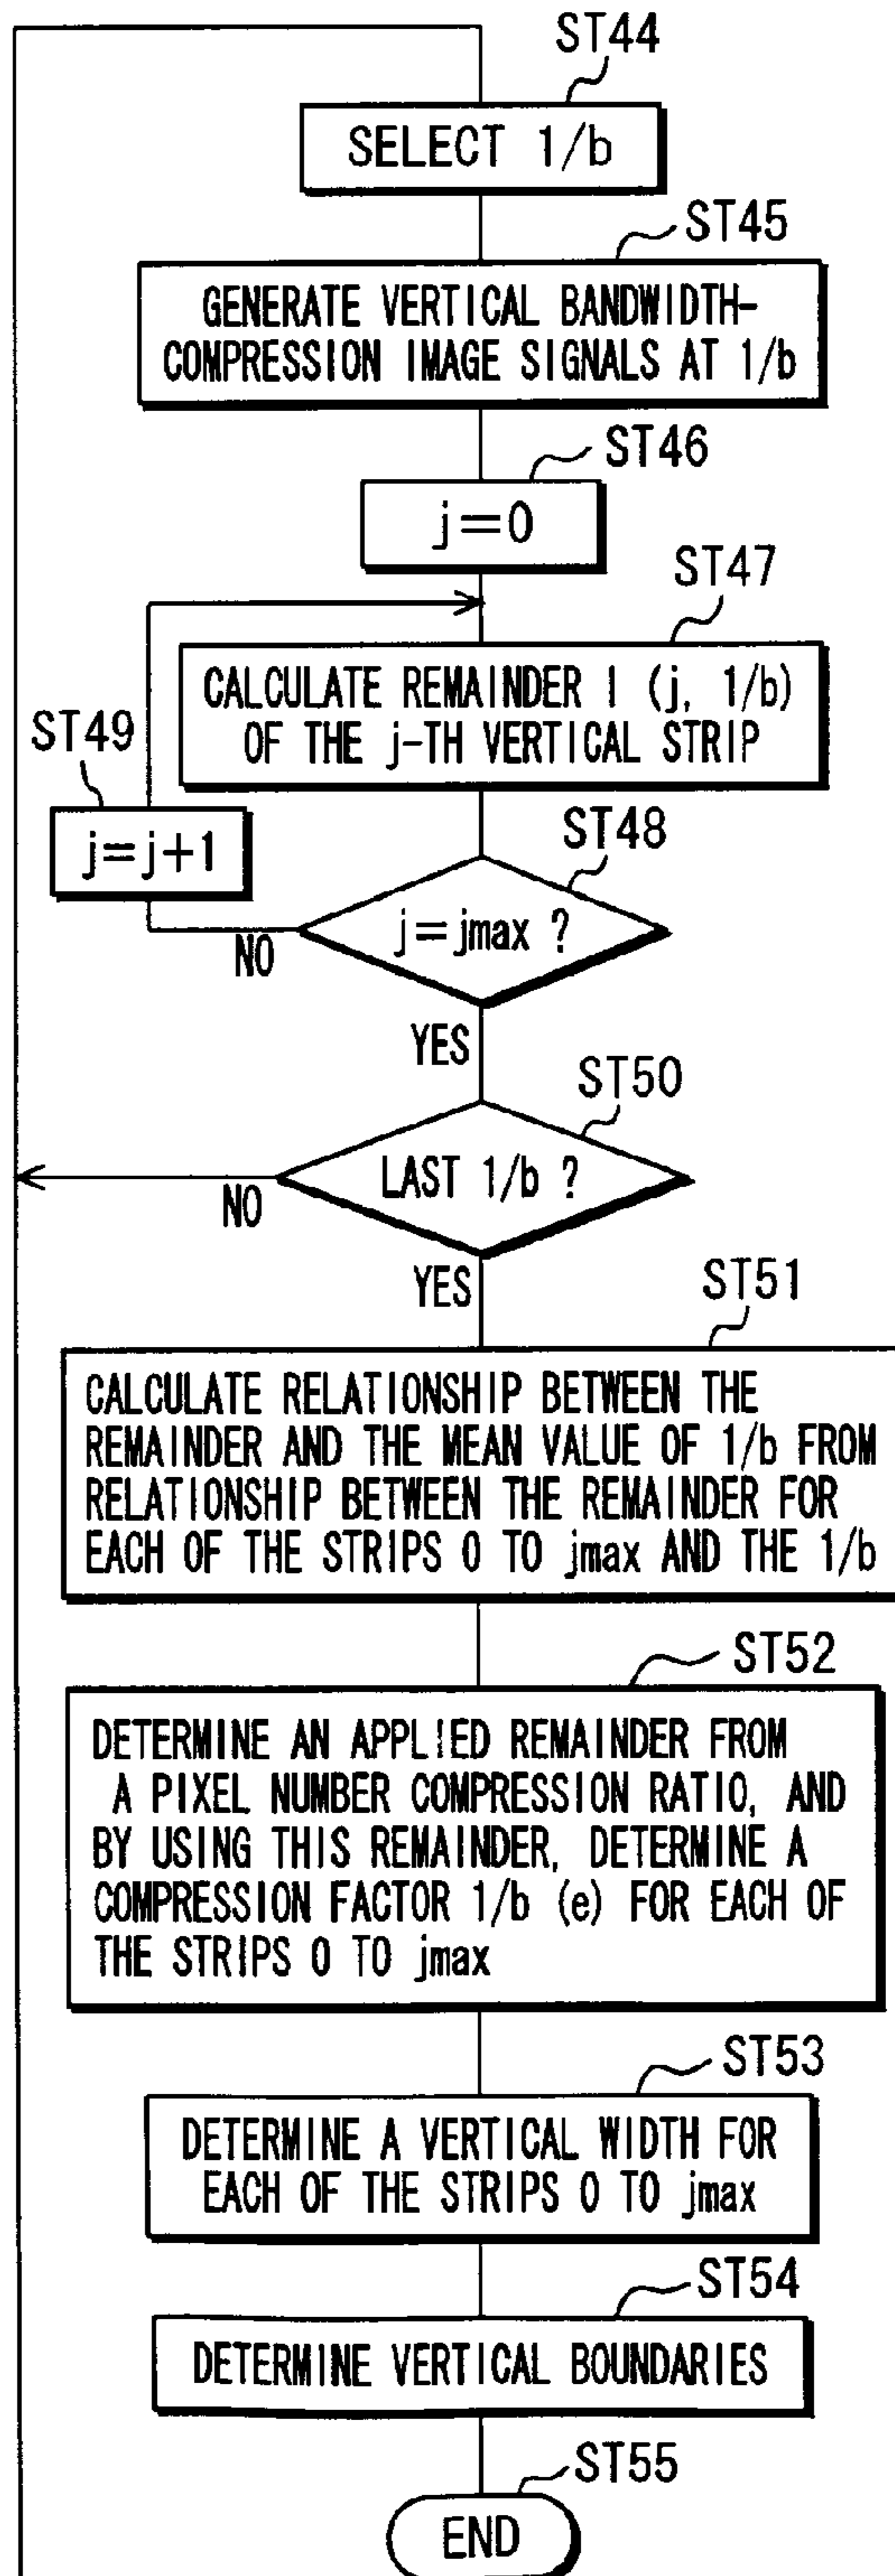 ST44
SELECT 1/b
ST45
GENERATE VERTICAL BANDWIDTH-
COMPRESSION IMAGE SIGNALS AT 1/b
ST46
j=0
ST47
CALCULATE REMAINDER I (j, 1/b)
OF THE j-TH VERTICAL STRIP
ST49
j=j+1
ST48
j=jmax ?
NO
YES
ST50
LAST 1/b ?
NO
YES
ST51
CALCULATE RELATIONSHIP BETWEEN THE
REMAINDER AND THE MEAN VALUE OF 1/b FROM
RELATIONSHIP BETWEEN THE REMAINDER FOR
EACH OF THE STRIPS 0 TO jmax AND THE 1/b
ST52
DETERMINE AN APPLIED REMAINDER FROM
A PIXEL NUMBER COMPRESSION RATIO, AND
BY USING THIS REMAINDER, DETERMINE A
COMPRESSION FACTOR 1/b (e) FOR EACH OF
THE STRIPS 0 TO jmax
ST53
DETERMINE A VERTICAL WIDTH FOR
EACH OF THE STRIPS 0 TO jmax
ST54
DETERMINE VERTICAL BOUNDARIES
ST55
END